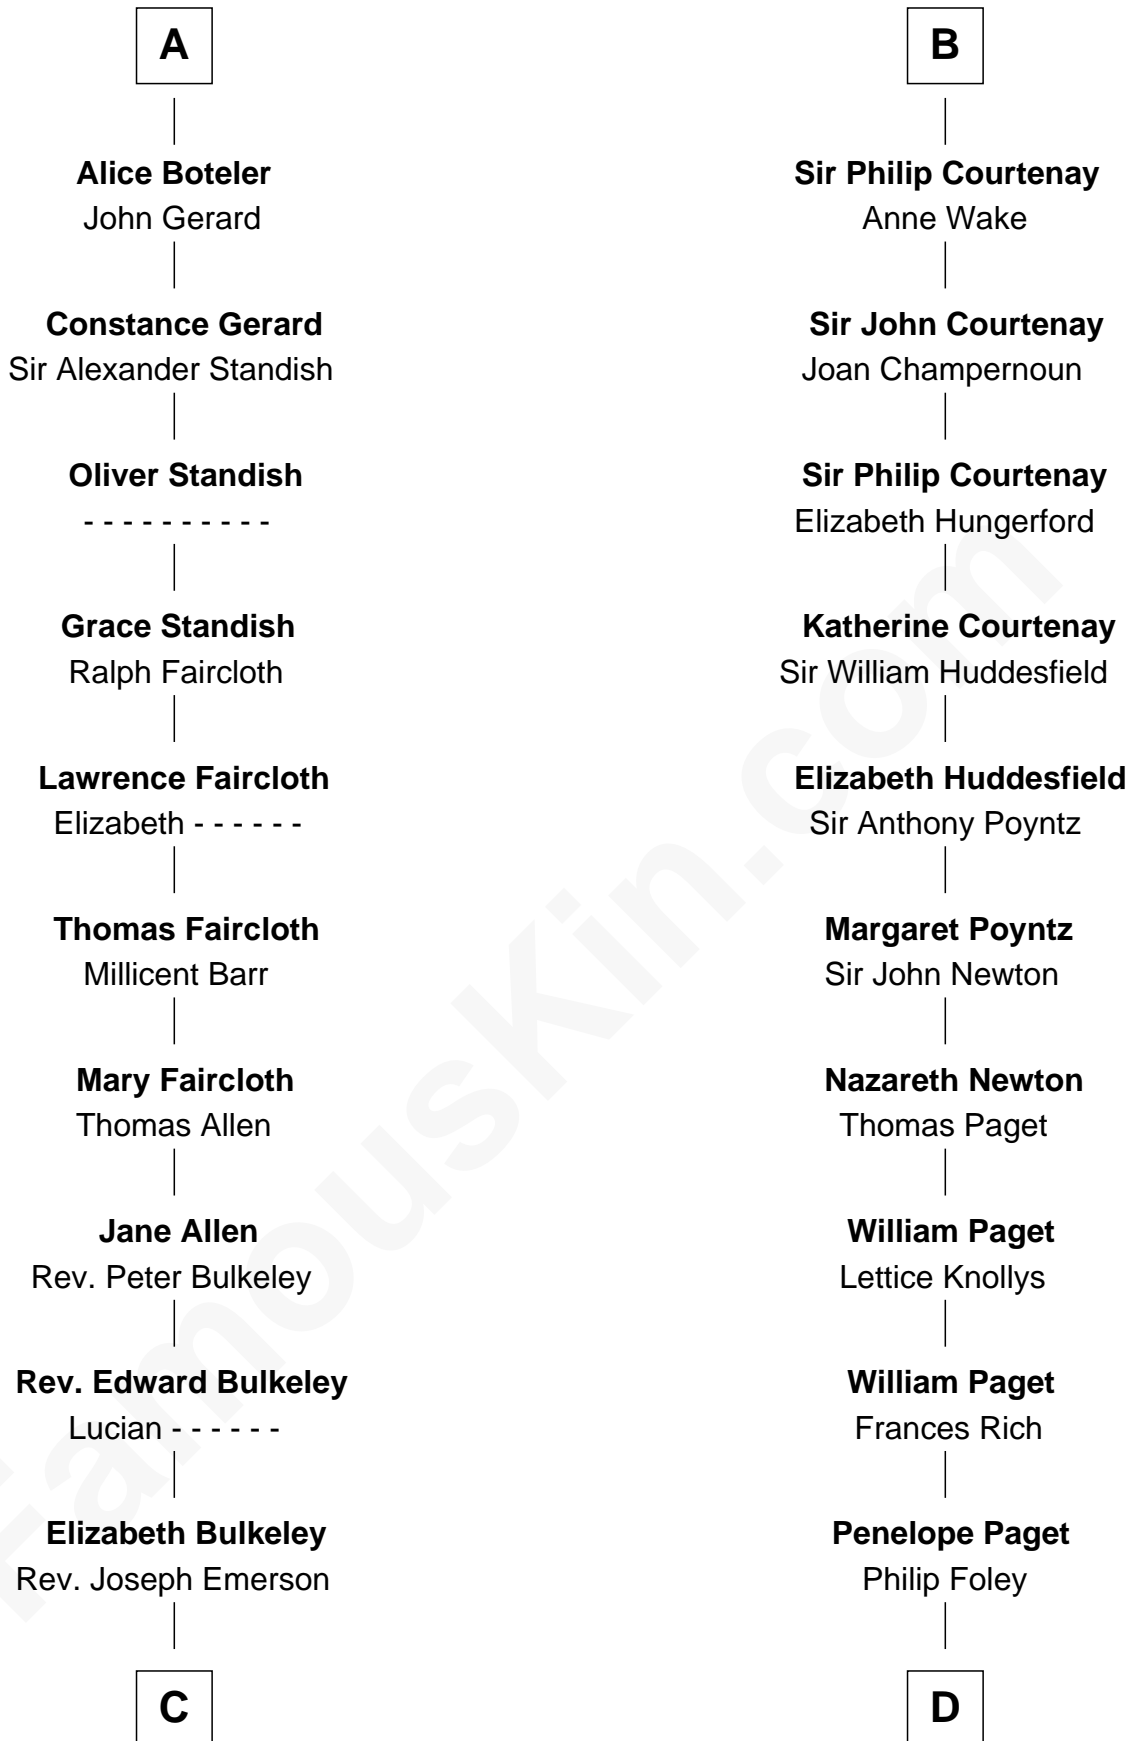 A
Alice Boteler
John Gerard
Constance Gerard
Sir Alexander Standish
Oliver Standish
- - - - - - - - - -
Grace Standish
Ralph Faircloth
Lawrence Faircloth
Elizabeth - - - - - -
Thomas Faircloth
Millicent Barr
Mary Faircloth
Thomas Allen
Jane Allen
Rev. Peter Bulkeley
Rev. Edward Bulkeley
Lucian - - - - - -
Elizabeth Bulkeley
Rev. Joseph Emerson
C
B
Sir Philip Courtenay
Anne Wake
Sir John Courtenay
Joan Champernoun
Sir Philip Courtenay
Elizabeth Hungerford
Katherine Courtenay
Sir William Huddesfield
Elizabeth Huddesfield
Sir Anthony Poyntz
Margaret Poyntz
Sir John Newton
Nazareth Newton
Thomas Paget
William Paget
Lettice Knollys
William Paget
Frances Rich
Penelope Paget
Philip Foley
D
FamousKin.com